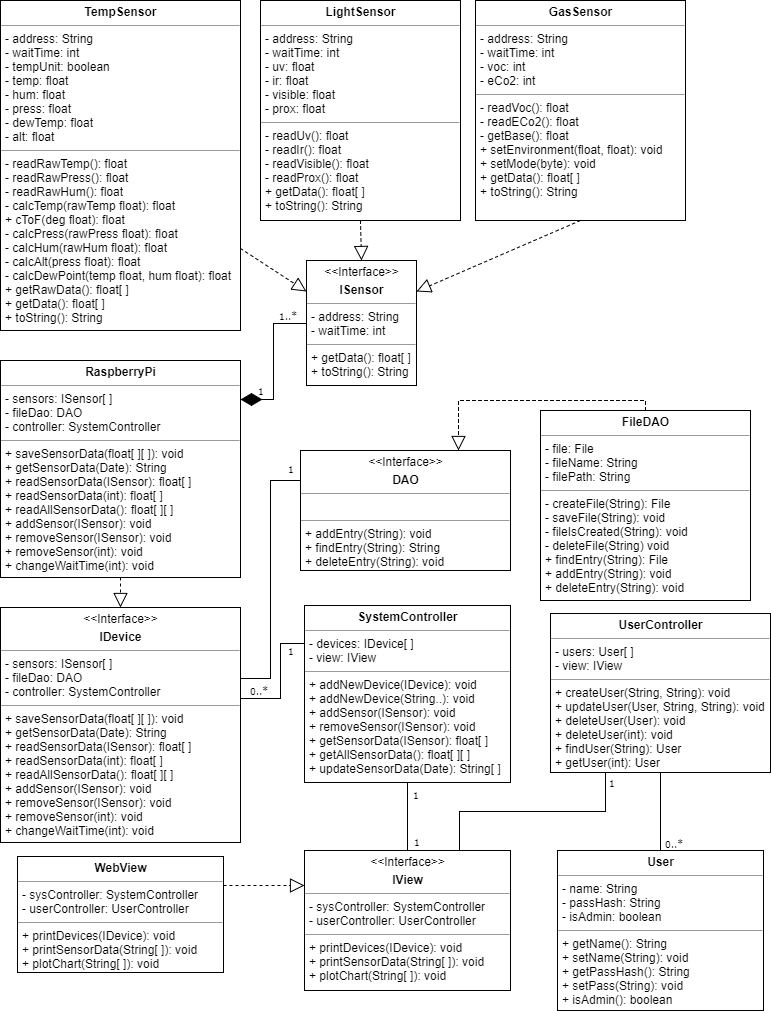 TempSensor
- address: String
- waitTime: int
- tempUnit: boolean
- temp: float
- hum: float
- press: float
- dewTemp: float
- alt: float
- readRawTemp(): float
- readRawPress(): float
- readRawHum(): float
- calcTemp(rawTemp float): float
+ cToF(deg float): float
- calcPress(rawPress float): float
- calcHum(rawHum float): float
- calcAlt(press float): float
- calcDewPoint(temp float, hum float): float
+ getRawData(): float[ ]
+ getData(): float[ ]
+ toString(): String
LightSensor
- address: String
- waitTime: int
- uv: float
- ir: float
- visible: float
- prox: float
- readUv(): float
- readIr(): float
- readVisible(): float
- readProx(): float
+ getData(): float[ ]
+ toString(): String
GasSensor
- address: String
- waitTime: int
- voc: int
- eCo2: int
- readVoc(): float
- readECo2(): float
- getBase(): float
+ setEnvironment(float, float): void
+ setMode(byte): void
+ getData(): float[ ]
+ toString(): String
<<Interface>>
ISensor
- address: String
- waitTime: int
+ getData(): float[ ]
+ toString(): String
1..*
1
RaspberryPi
- sensors: ISensor[ ]
- fileDao: DAO
- controller: SystemController
+ saveSensorData(float[ ][ ]): void
+ getSensorData(Date): String
+ readSensorData(ISensor): float[ ]
+ readSensorData(int): float[ ]
+ readAllSensorData(): float[ ][ ]
+ addSensor(ISensor): void
+ removeSensor(ISensor): void
+ removeSensor(int): void
+ changeWaitTime(int): void
1
<<Interface>>
DAO
+ addEntry(String): void
+ findEntry(String): String
+ deleteEntry(String): void
FileDAO
- file: File
- fileName: String
- filePath: String
- createFile(String): File
- saveFile(String): void
- fileIsCreated(String): void
- deleteFile(String) void
+ findEntry(String): File
+ addEntry(String): void
+ deleteEntry(String): void
<<Interface>>
IDevice
- sensors: ISensor[ ]
- fileDao: DAO
- controller: SystemController
+ saveSensorData(float[ ][ ]): void
+ getSensorData(Date): String
+ readSensorData(ISensor): float[ ]
+ readSensorData(int): float[ ]
+ readAllSensorData(): float[ ][ ]
+ addSensor(ISensor): void
+ removeSensor(ISensor): void
+ removeSensor(int): void
+ changeWaitTime(int): void
1
0..*
SystemController
- devices: IDevice[ ]
- view: IView
+ addNewDevice(IDevice): void
+ addNewDevice(String..): void
+ addSensor(ISensor): void
+ removeSensor(ISensor): void
+ getSensorData(ISensor): float[ ]
+ getAllSensorData(): float[ ][ ]
+ updateSensorData(Date): String[ ]
UserController
- users: User[ ]
- view: IView
+ createUser(String, String): void
+ updateUser(User, String, String): void
+ deleteUser(User): void
+ deleteUser(int): void
+ findUser(String): User
+ getUser(int): User
1
1
1
0..*
WebView
- sysController: SystemController
- userController: UserController
+ printDevices(IDevice): void
+ printSensorData(String[ ]): void
+ plotChart(String[ ]): void
<<Interface>>
IView
- sysController: SystemController
- userController: UserController
+ printDevices(IDevice): void
+ printSensorData(String[ ]): void
+ plotChart(String[ ]): void
User
- name: String
- passHash: String
- isAdmin: boolean
+ getName(): String
+ setName(String): void
+ getPassHash(): String
+ setPass(String): void
+ isAdmin(): boolean